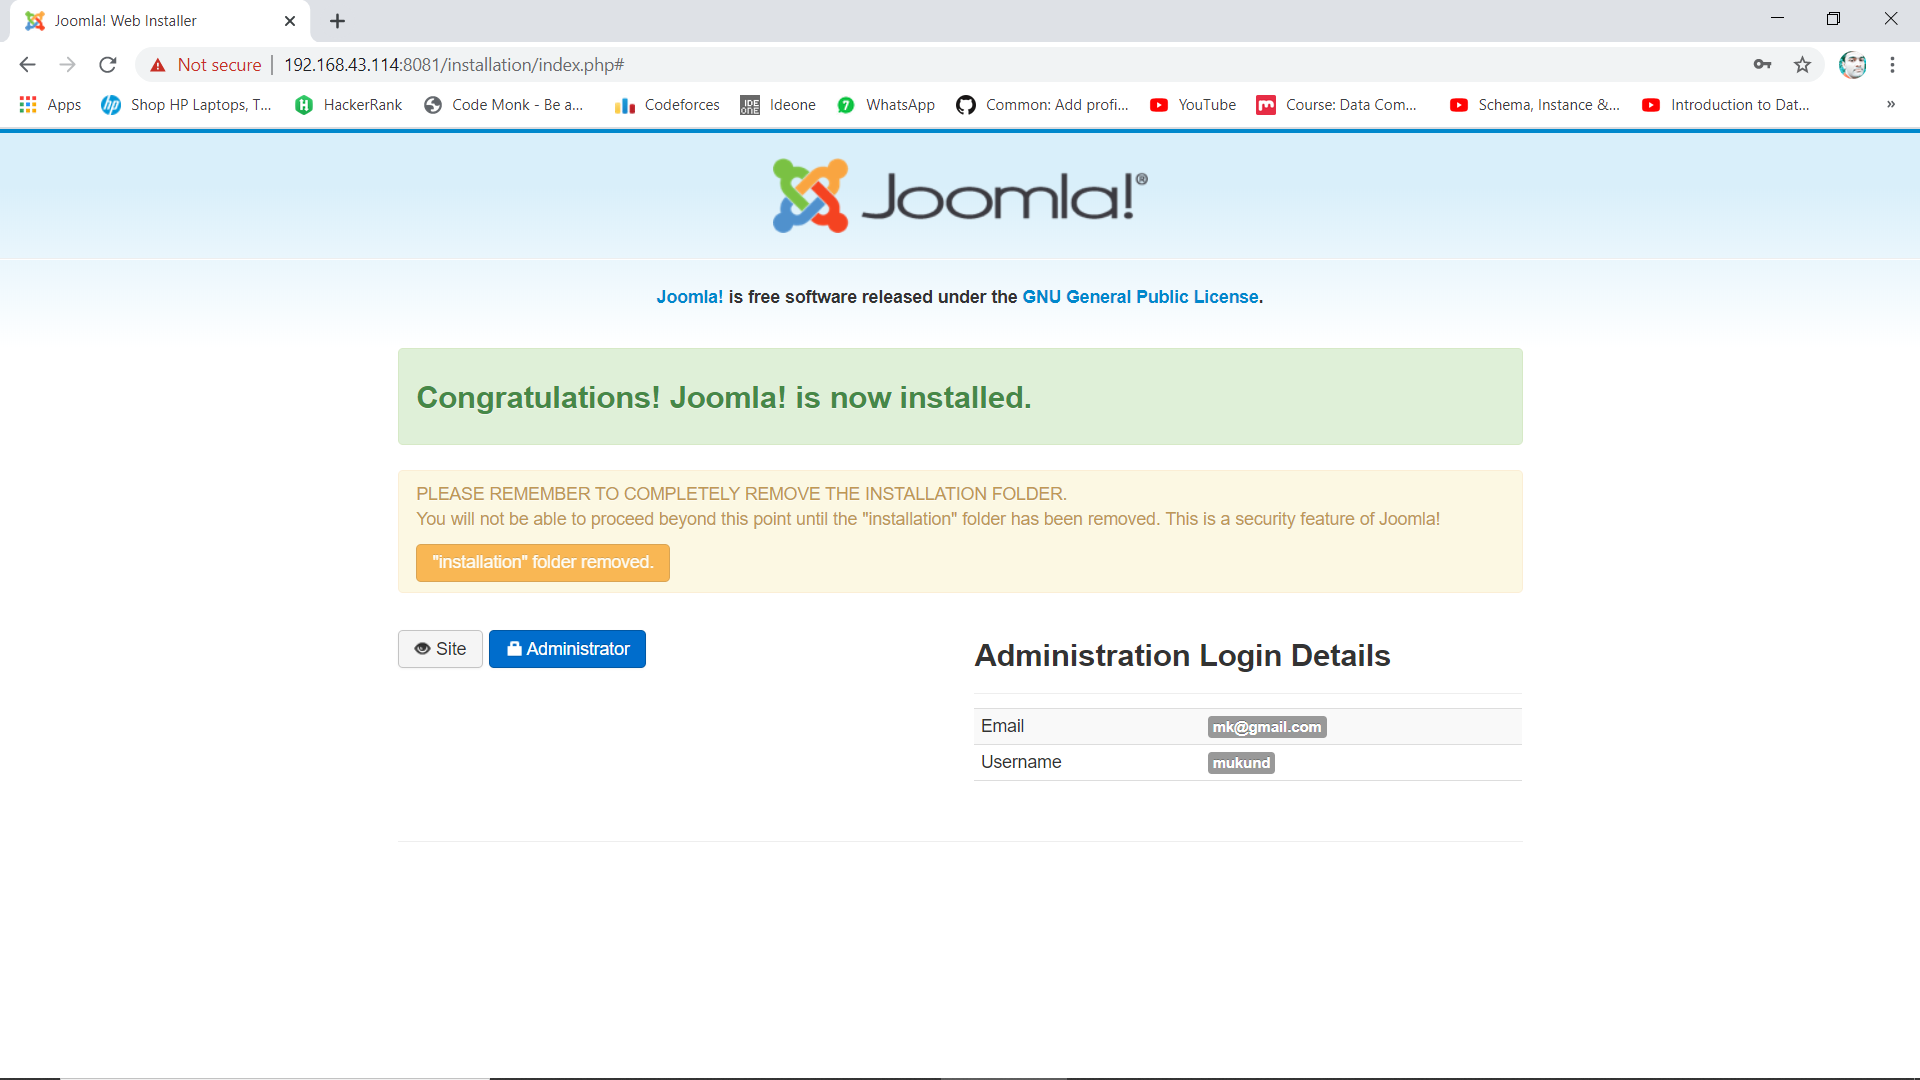 Joomla! Web Installer
Not secure | 192.168.43.114:8081/installation/index.php#
Apps Shop HP Laptops, T... HackerRank Code Monk - Be a... Codeforces Ideone WhatsApp Common: Add profi... YouTube Course: Data Com... Schema, Instance &... Introduction to Dat... »
Joomla!®
Joomla! is free software released under the GNU General Public License.
Congratulations! Joomla! is now installed.
PLEASE REMEMBER TO COMPLETELY REMOVE THE INSTALLATION FOLDER.
You will not be able to proceed beyond this point until the "installation" folder has been removed. This is a security feature of Joomla!
"installation" folder removed.
Site Administrator
Administration Login Details
Email mk@gmail.com
Username mukund